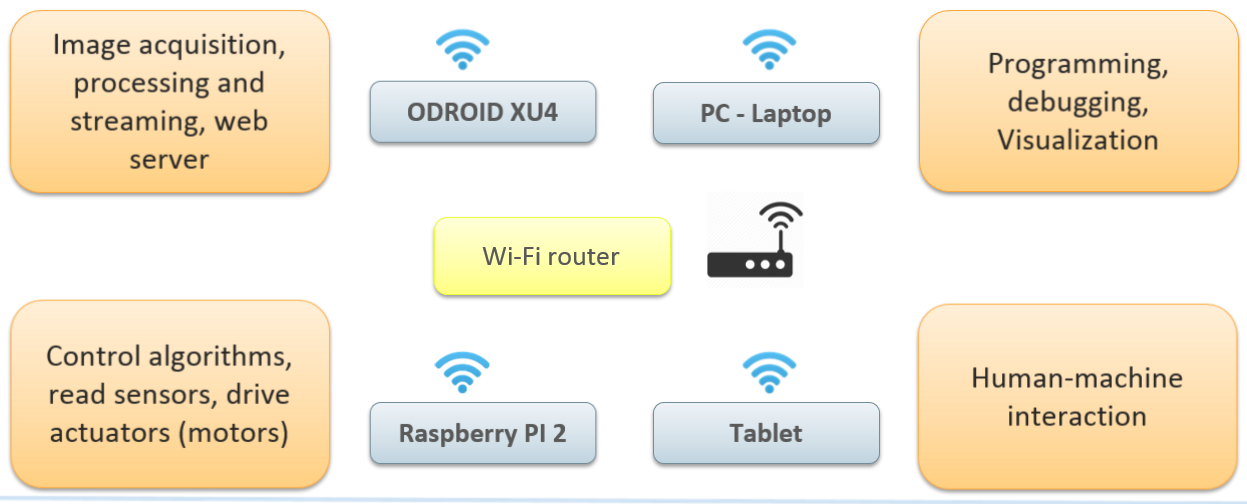 Image acquisition,
processing and
streaming, web
server
ODROID XU4
PC - Laptop
Programming,
debugging,
Visualization
Wi-Fi router
Control algorithms,
read sensors, drive
actuators (motors)
Raspberry PI 2
Tablet
Human-machine
interaction